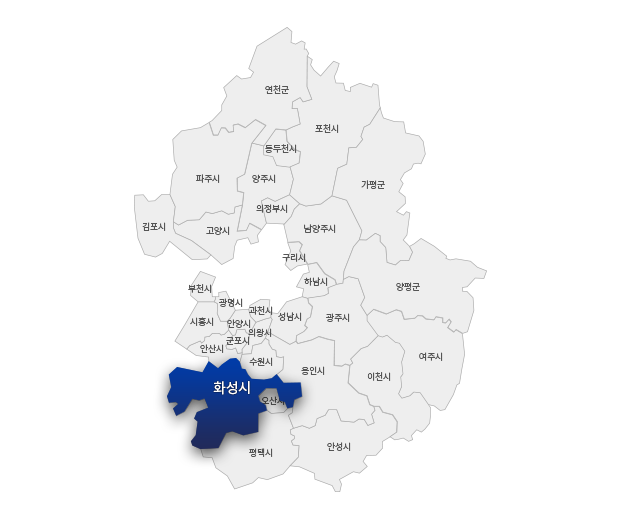 연천군
포천시
동두천시
파주시
양주시
가평군
의정부시
김포시
고양시
남양주시
구리시
하남시
양평군
부천시
광명시
과천시
시흥시
안양시
성남시
광주시
의왕시
군포시
안산시
수원시
여주시
용인시
이천시
화성시
오산시
평택시
안성시